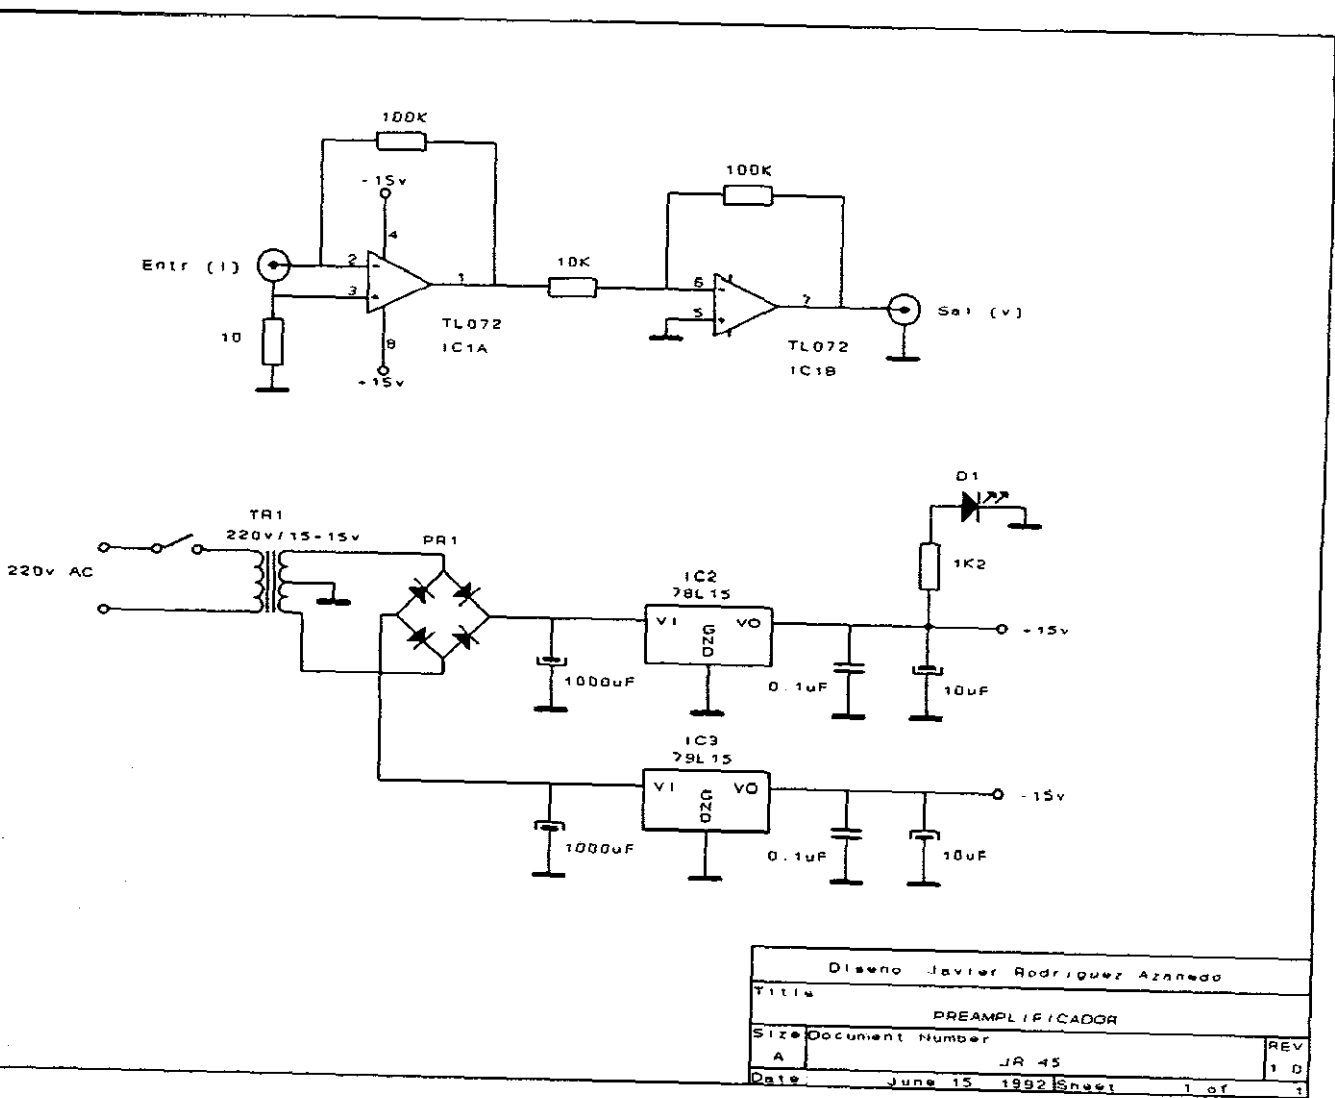 100K
-15v
4
Entr (i)
2
3
1
10
8
+15v
TL072
IC1A
10K
100K
6
5
7
TL072
IC1B
Sal (v)
TR1
220v/15-15v
PR1
220v AC
IC2
78L15
VI
GND
VO
1000uF
0.1uF
10uF
D1
1K2
+15v
IC3
79L15
VI
GND
VO
1000uF
0.1uF
10uF
-15v
Diseno Javier Rodriguez
Title
PREAMPLIFICADOR
Size
Document Number
REV
A
JR 45
1 0
Date
June 15 1992
Sheet
1 of 1